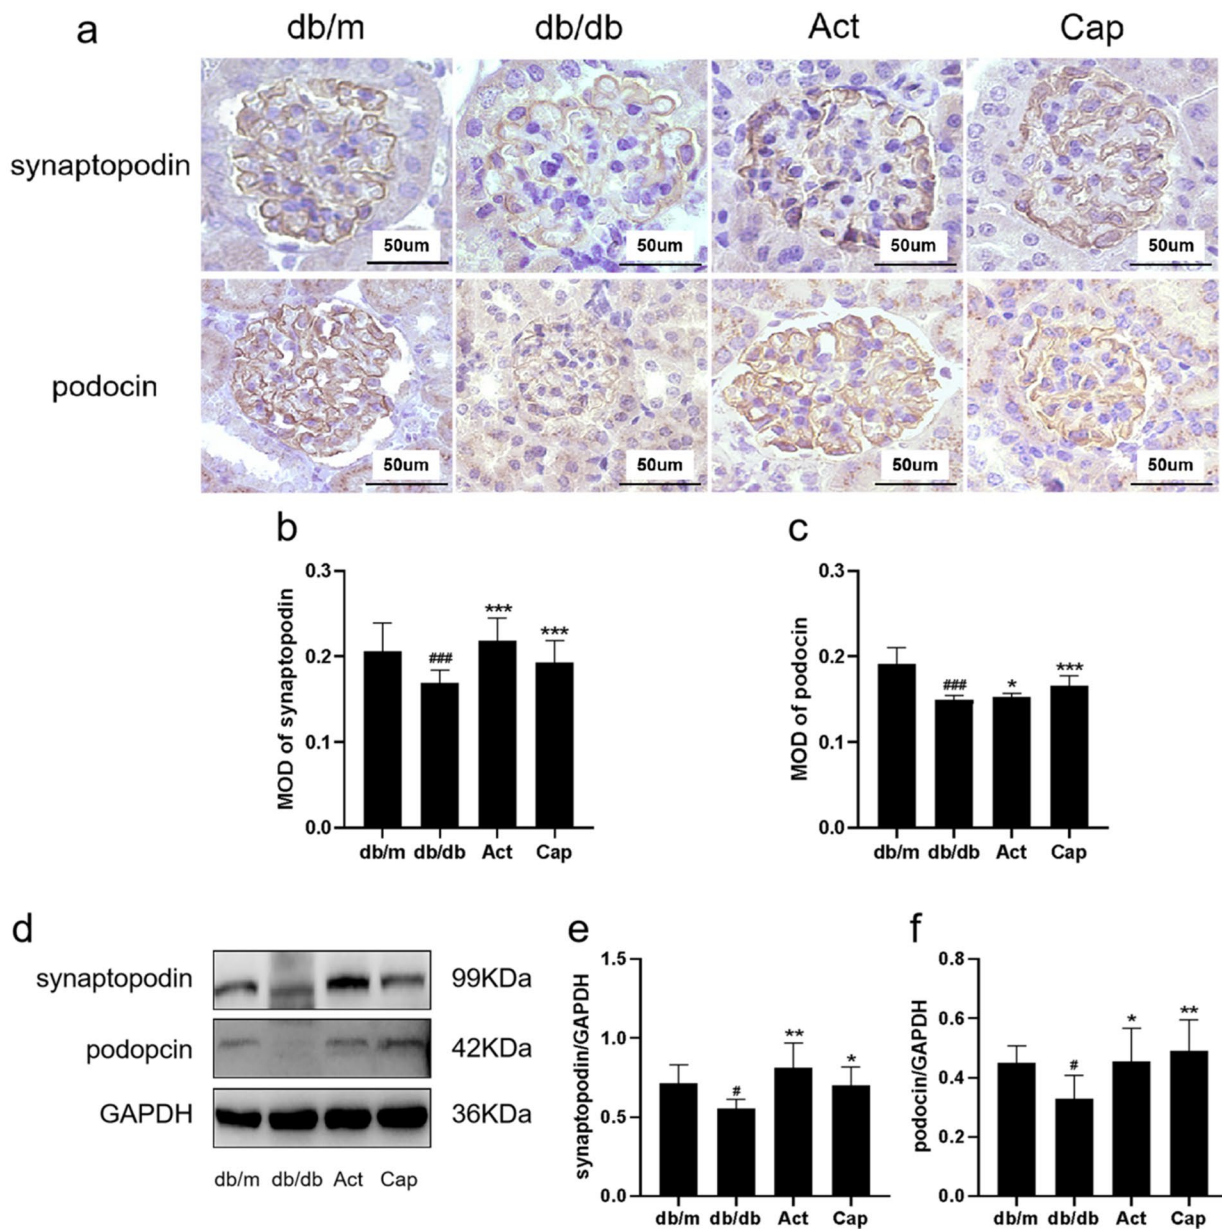 a
db/m db/db Act Cap
synaptopodin
50um 50um 50um 50um
podocin
50um 50um 50um 50um
b
MOD of synaptopodin
0.3
0.2
0.1
0.0
###
***
***
db/m db/db Act Cap
c
MOD of podocin
0.3
0.2
0.1
0.0
###
*
***
db/m db/db Act Cap
d
synaptopodin 99KDa
podopcin 42KDa
GAPDH 36KDa
db/m db/db Act Cap
e
synaptopodin/GAPDH
1.5
1.0
0.5
0.0
#
**
*
db/m db/db Act Cap
f
podocin/GAPDH
0.8
0.6
0.4
0.2
0.0
#
*
**
db/m db/db Act Cap